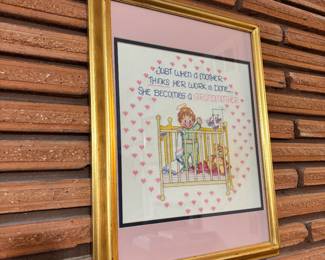 JUST WHEN A MOTHER
THINKS HER WORK IS DONE...
SHE BECOMES A GRANDMOTHER